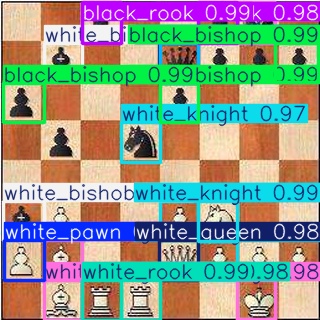 black_rook 0.99k 0.98
white_bi black_bishop 0.99
black_bishop 0.99bishop 0.99
white_knight 0.97
white_bishob white_knight 0.99
white_pawn white_queen 0.98
whit white_rook 0.99).98).98